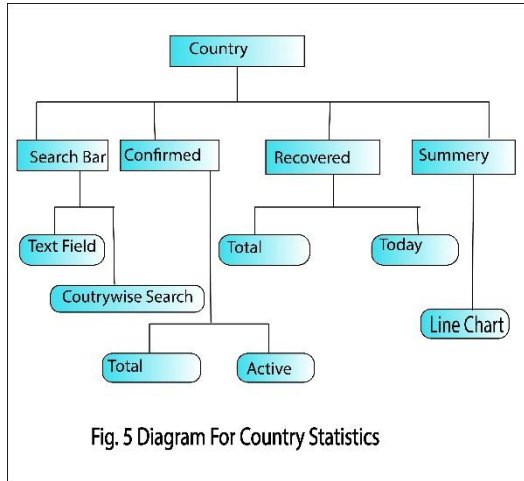 Country
Search Bar
Confirmed
Recovered
Summery
Text Field
Total
Today
Coutrywise Search
Line Chart
Total
Active
Fig. 5 Diagram For Country Statistics